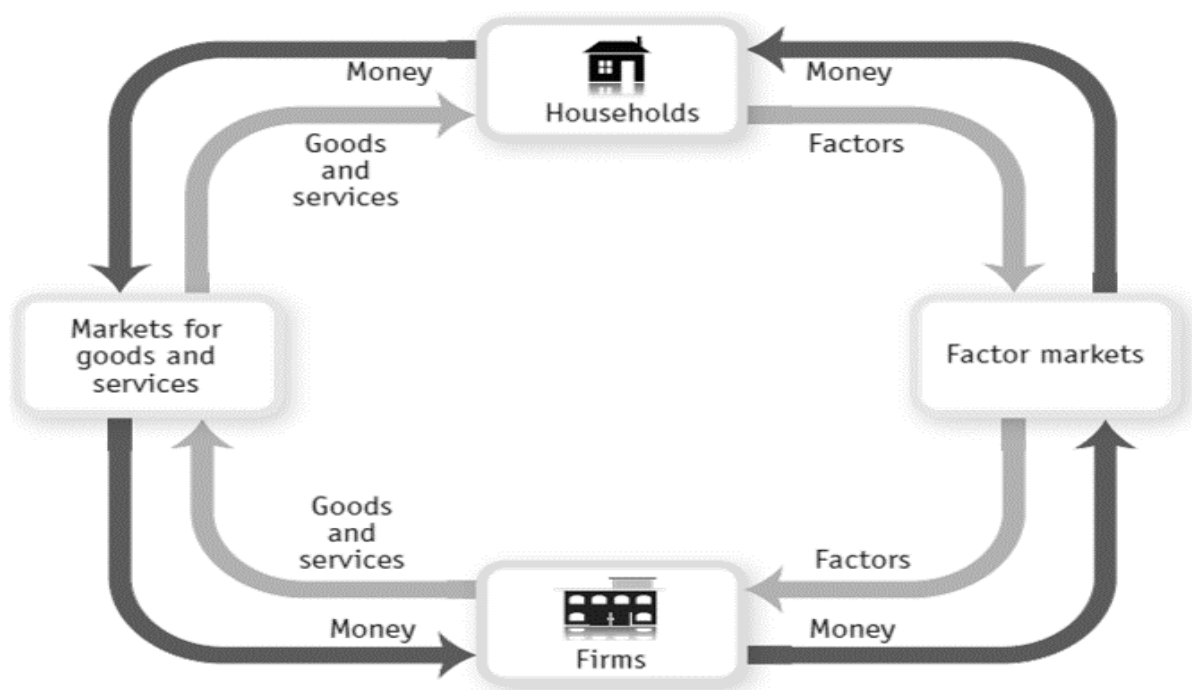 Money
Money
Households
Goods
and
services
Factors
Markets for
goods and
services
Factor markets
Goods
and
services
Factors
Money
Money
Firms